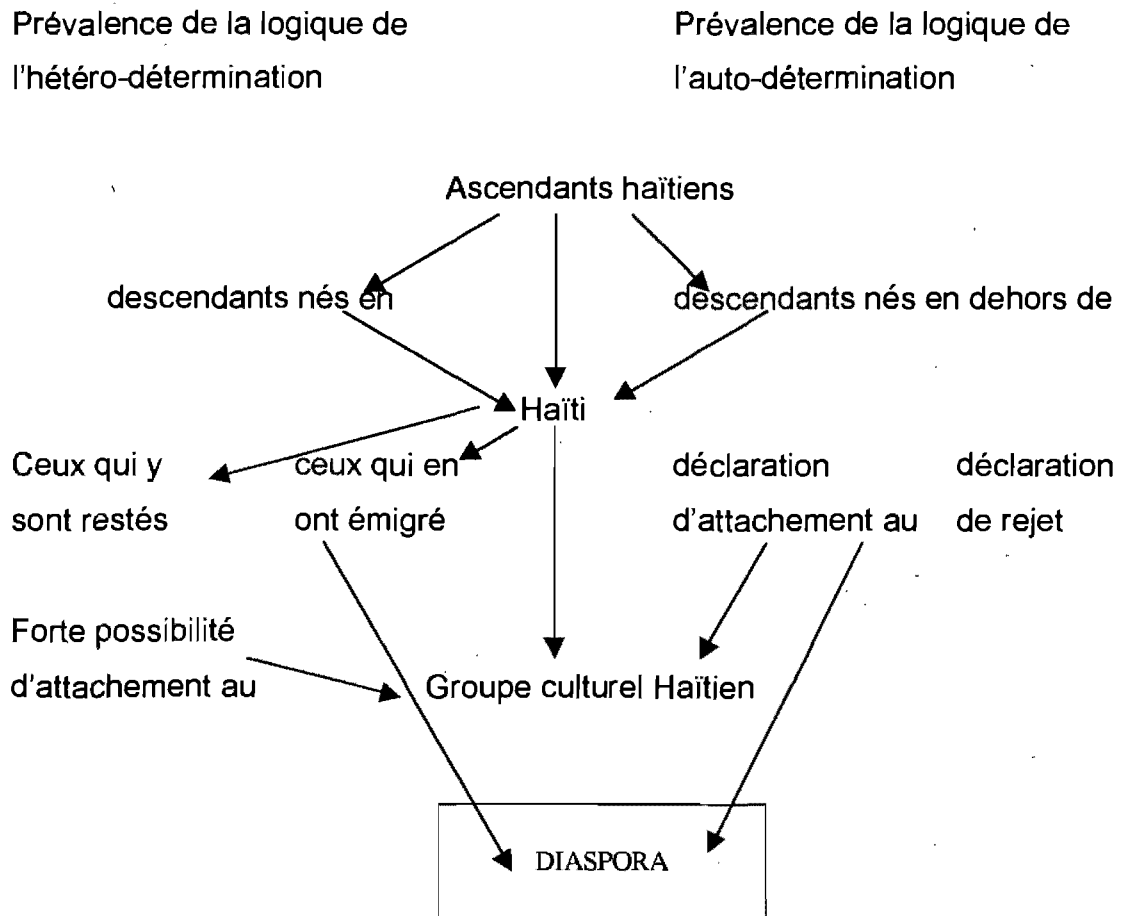 Prévalence de la logique de
l'hétéro-détermination
Prévalence de la logique de
l'auto-détermination
Ascendants haïtiens
descendants nés en
descendants nés en dehors de
Haïti
Ceux qui y
sont restés
ceux qui en
ont émigré
déclaration
d'attachement au
déclaration
de rejet
Forte possibilité
d'attachement au
Groupe culturel Haïtien
DIASPORA